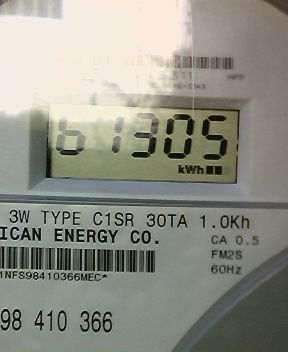 61305
kWh
3W TYPE C1SR 30TA 1.0Kh
ICAN ENERGY CO.
CA 0.5
FM2S
60Hz
1NFS98410366MEC*
98 410 366